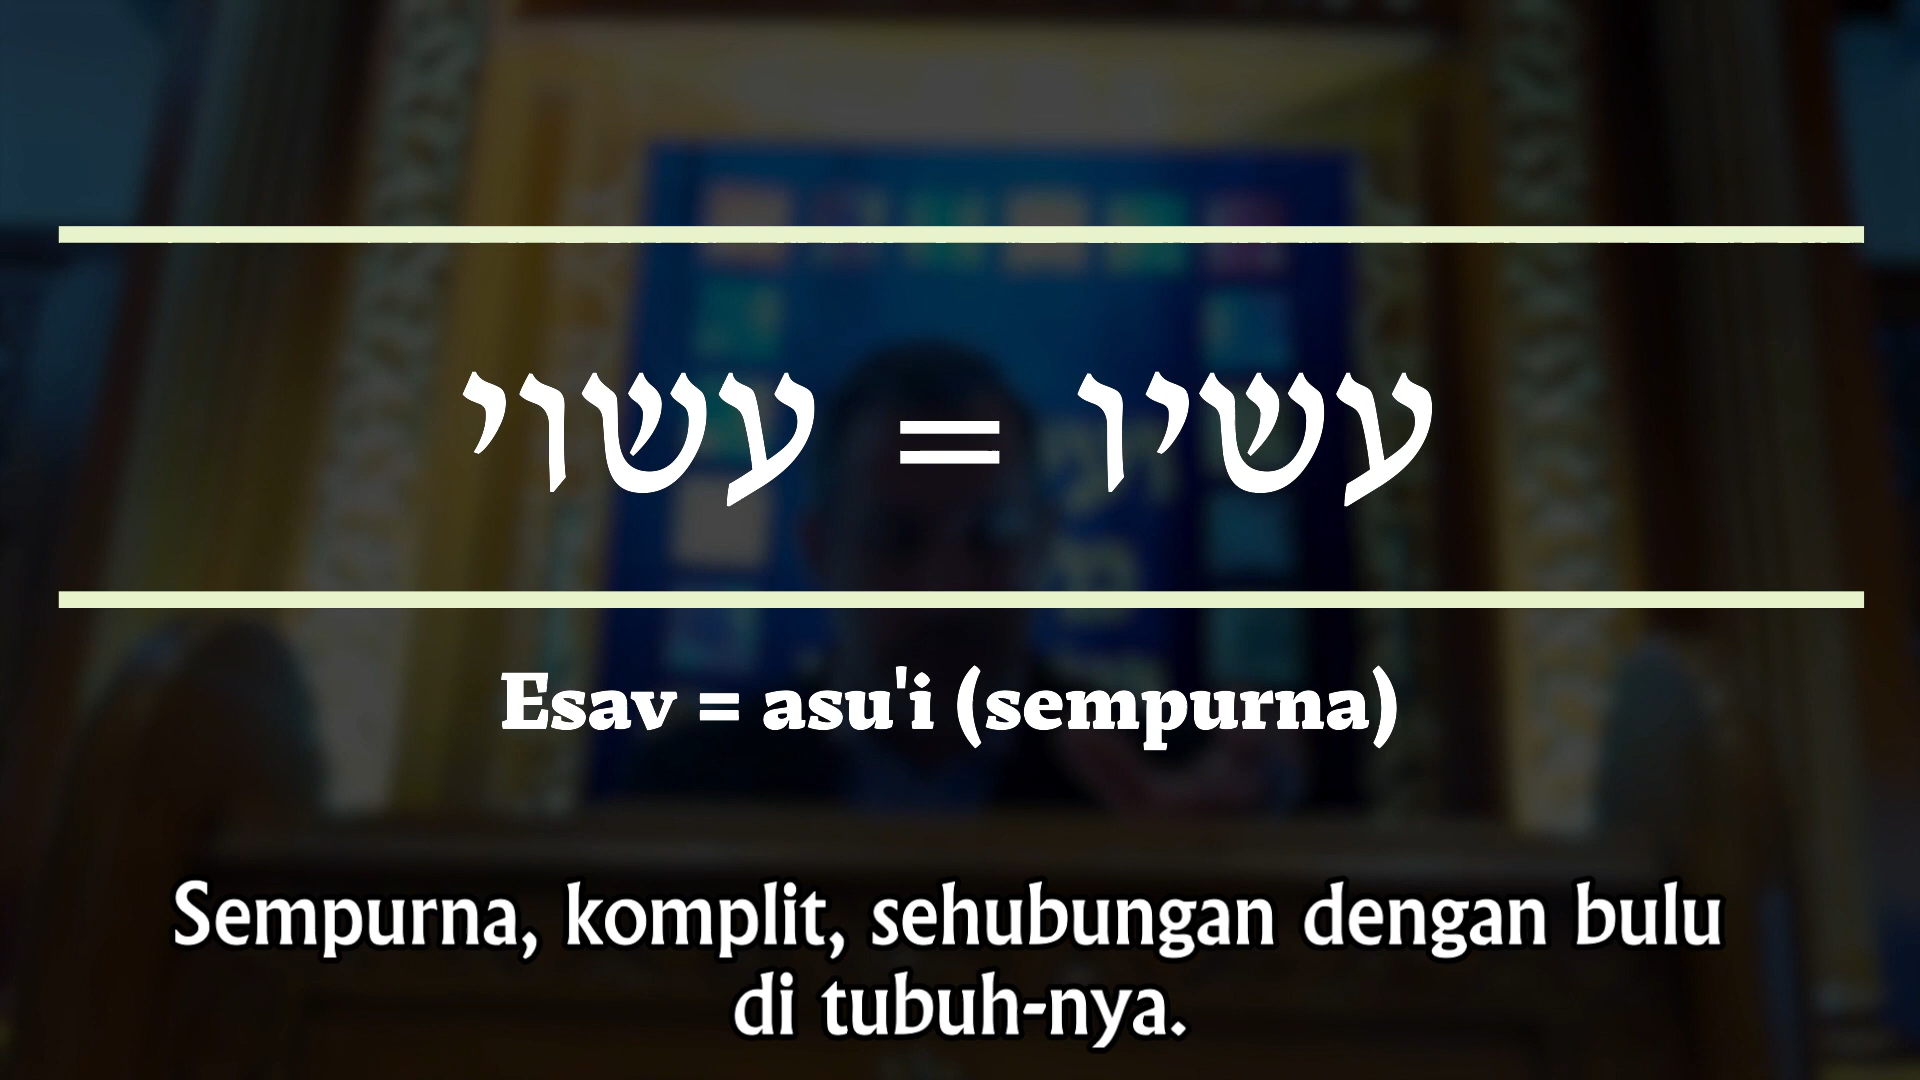 עשיו = עשוי
Esav = asu'i (sempurna)
Sempurna, komplit, sehubungan dengan bulu
di tubuh-nya.